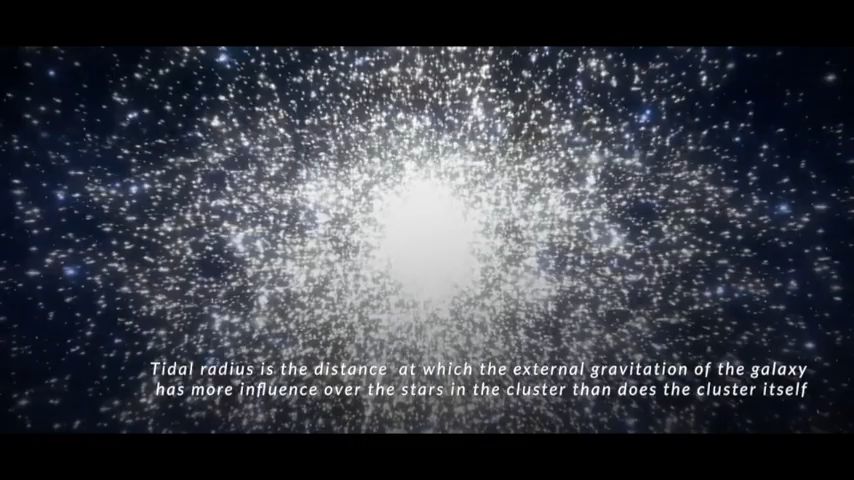 Tidal radius is the distance  at which the external gravitation of the galaxy
has more influence over the stars in the cluster than does the cluster itself